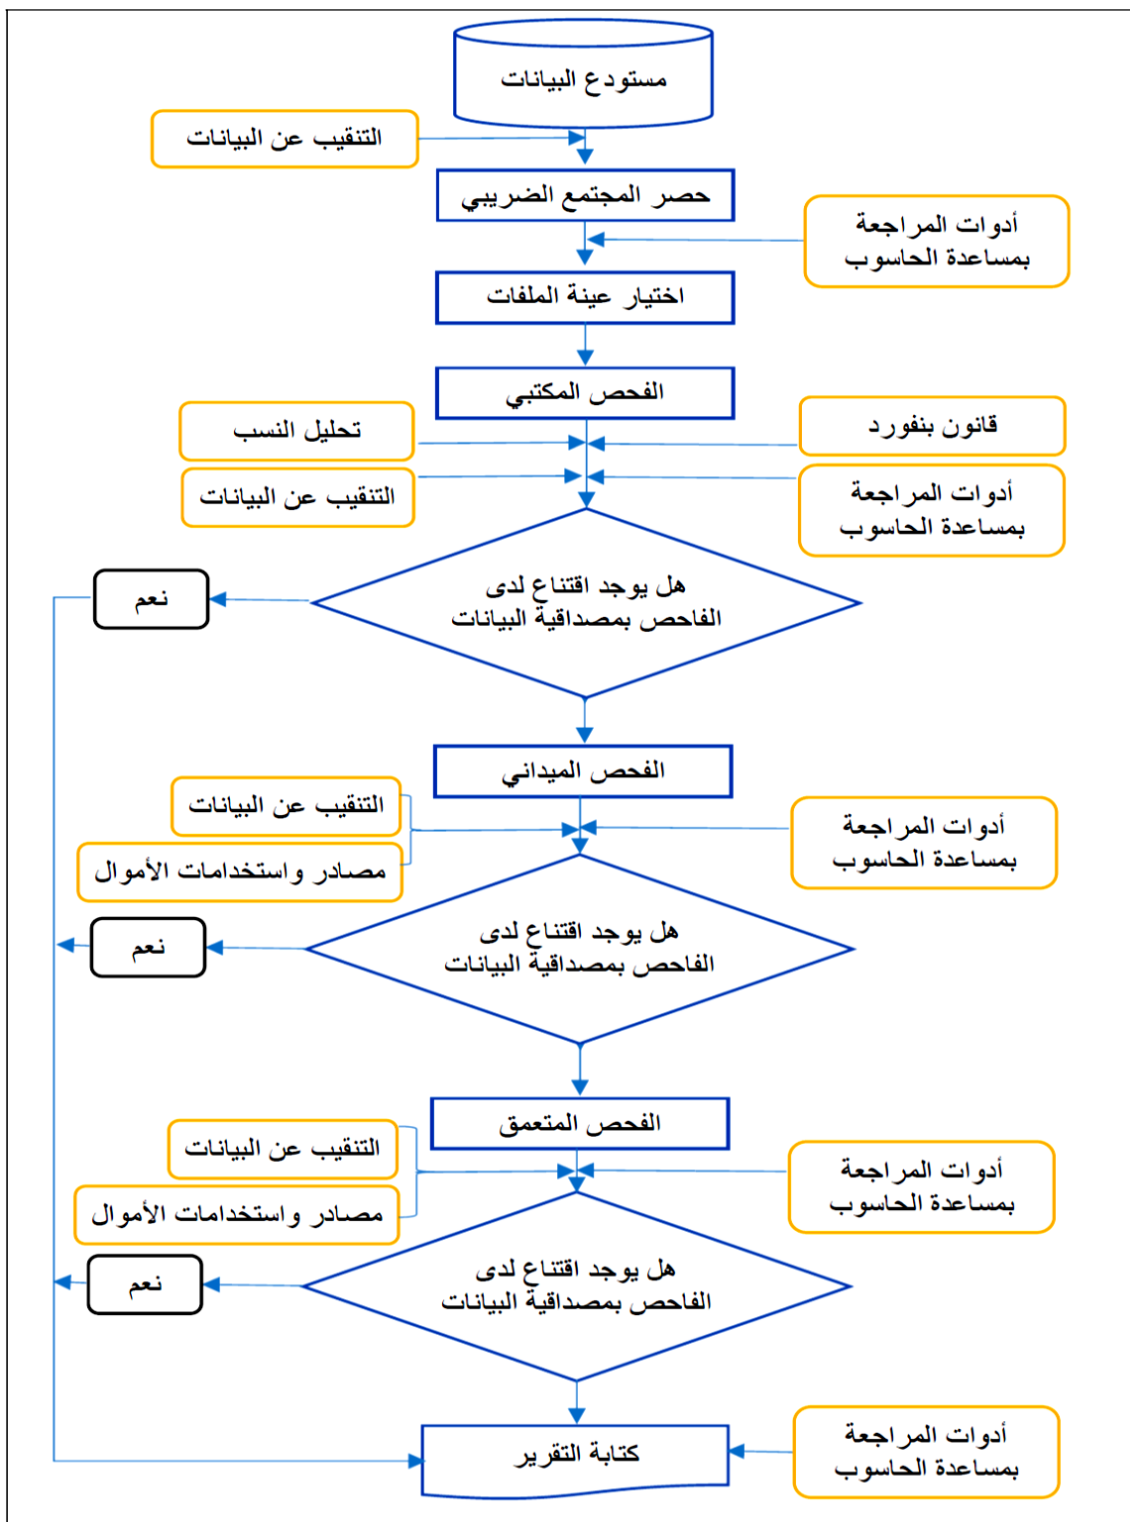 مستودع البيانات
التنقيب عن البيانات
حصر المجتمع الضريبي
أدوات المراجعة
بمساعدة الحاسوب
اختيار عينة الملفات
الفحص المكتبي
قانون بنفورد
تحليل النسب
أدوات المراجعة
بمساعدة الحاسوب
التنقيب عن البيانات
هل يوجد اقتناع لدى
الفاحص بمصداقية البيانات
نعم
الفحص الميداني
أدوات المراجعة
بمساعدة الحاسوب
التنقيب عن البيانات
مصادر واستخدامات الأموال
هل يوجد اقتناع لدى
الفاحص بمصداقية البيانات
نعم
الفحص المتعمق
أدوات المراجعة
بمساعدة الحاسوب
التنقيب عن البيانات
مصادر واستخدامات الأموال
هل يوجد اقتناع لدى
الفاحص بمصداقية البيانات
نعم
أدوات المراجعة
بمساعدة الحاسوب
كتابة التقرير